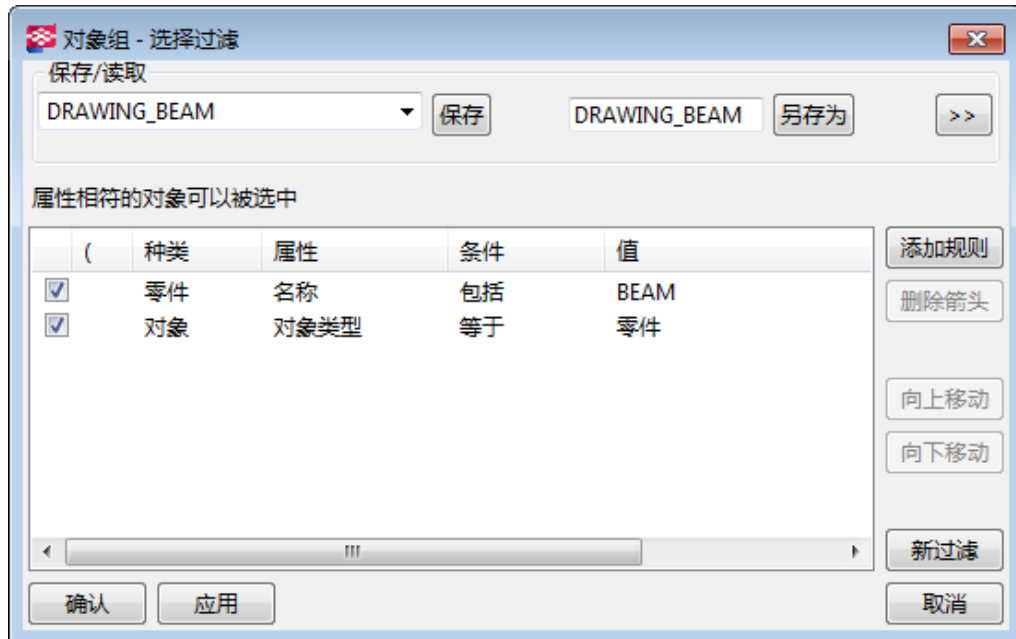 对象组 - 选择过滤
保存/读取
DRAWING_BEAM 保存 DRAWING_BEAM 另存为 >>
属性相符的对象可以被选中
( 种类 属性 条件 值 添加规则
零件 名称 包括 BEAM 删除箭头
对象 对象类型 等于 零件
向上移动
向下移动
新过滤
确认 应用 取消